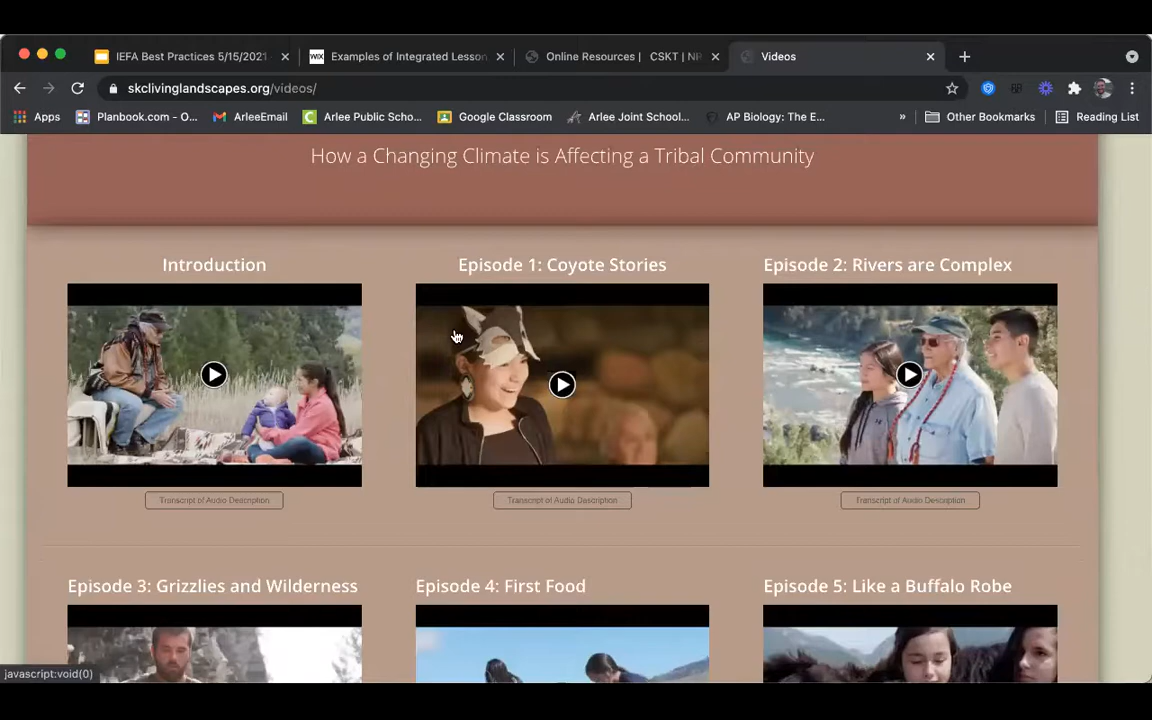 IEFA Best Practices 5/15/2021
Examples of Integrated Lesson
Online Resources | CSKT | NR
Videos
skclivinglandscapes.org/videos/
Apps
Planbook.com - O...
ArleeEmail
Arlee Public Scho...
Google Classroom
Arlee Joint School...
AP Biology: The E...
»
Other Bookmarks
Reading List
How a Changing Climate is Affecting a Tribal Community
Introduction
Episode 1: Coyote Stories
Episode 2: Rivers are Complex
Transcript of Audio Description
Transcript of Audio Description
Transcript of Audio Description
Episode 3: Grizzlies and Wilderness
Episode 4: First Food
Episode 5: Like a Buffalo Robe
javascript:void(0)